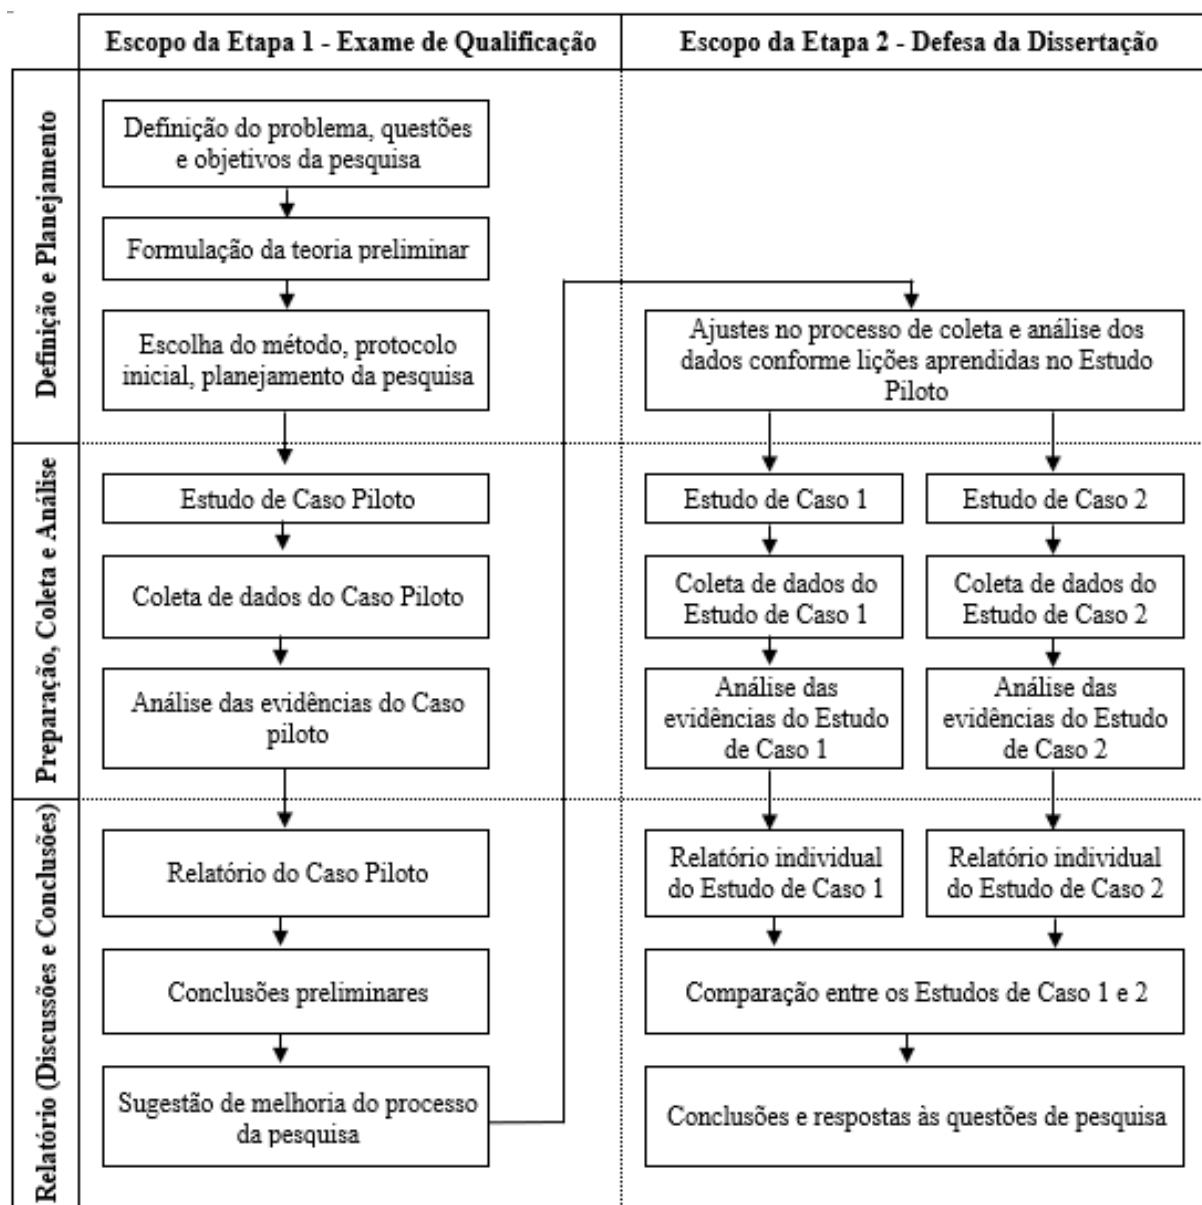 Escopo da Etapa 1 - Exame de Qualificação
Escopo da Etapa 2 - Defesa da Dissertação
Definição e Planejamento
Definição do problema, questões
e objetivos da pesquisa
Formulação da teoria preliminar
Escolha do método, protocolo
inicial, planejamento da pesquisa
Ajustes no processo de coleta e análise dos
dados conforme lições aprendidas no Estudo
Piloto
Preparação, Coleta e Análise
Estudo de Caso Piloto
Coleta de dados do Caso Piloto
Análise das evidências do Caso
piloto
Estudo de Caso 1
Coleta de dados do
Estudo de Caso 1
Análise das
evidências do Estudo
de Caso 1
Estudo de Caso 2
Coleta de dados do
Estudo de Caso 2
Análise das
evidências do Estudo
de Caso 2
Relatório (Discussões e Conclusões)
Relatório do Caso Piloto
Conclusões preliminares
Sugestão de melhoria do processo
da pesquisa
Relatório individual
do Estudo de Caso 1
Relatório individual
do Estudo de Caso 2
Comparação entre os Estudos de Caso 1 e 2
Conclusões e respostas às questões de pesquisa